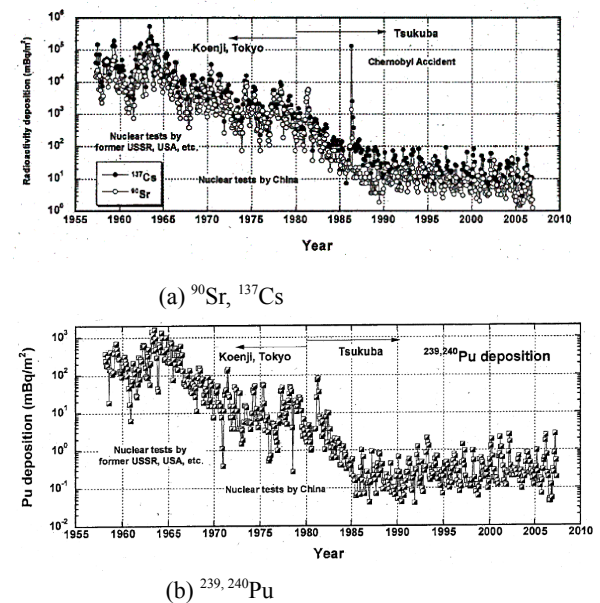 10⁶
10⁵
10⁴
10³
10²
10¹
10⁰
Radioactivity deposition (mBq/m²)
Koenji, Tokyo
Tsukuba
Chernobyl Accident
Nuclear tests by
former USSR, USA, etc.
Nuclear tests by China
¹³⁷Cs
⁹⁰Sr
1955 1960 1965 1970 1975 1980 1985 1990 1995 2000 2005 2010
Year
(a) ⁹⁰Sr, ¹³⁷Cs
10³
10²
10¹
10⁰
10⁻¹
10⁻²
Pu deposition (mBq/m²)
Koenji, Tokyo
Tsukuba
²³⁹,²⁴⁰Pu deposition
Nuclear tests by
former USSR, USA, etc.
Nuclear tests by China
1955 1960 1965 1970 1975 1980 1985 1990 1995 2000 2005 2010
Year
(b) ²³⁹,²⁴⁰Pu